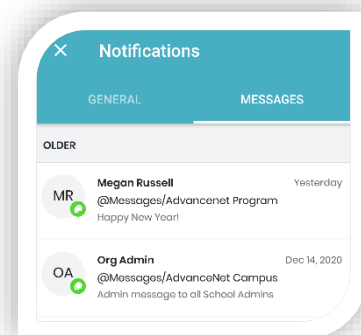 × Notifications
GENERAL MESSAGES
OLDER
MR Megan Russell Yesterday
@Messages/Advancenet Program
Happy New Year!
OA Org Admin Dec 14, 2020
@Messages/AdvanceNet Campus
Admin message to all School Admins